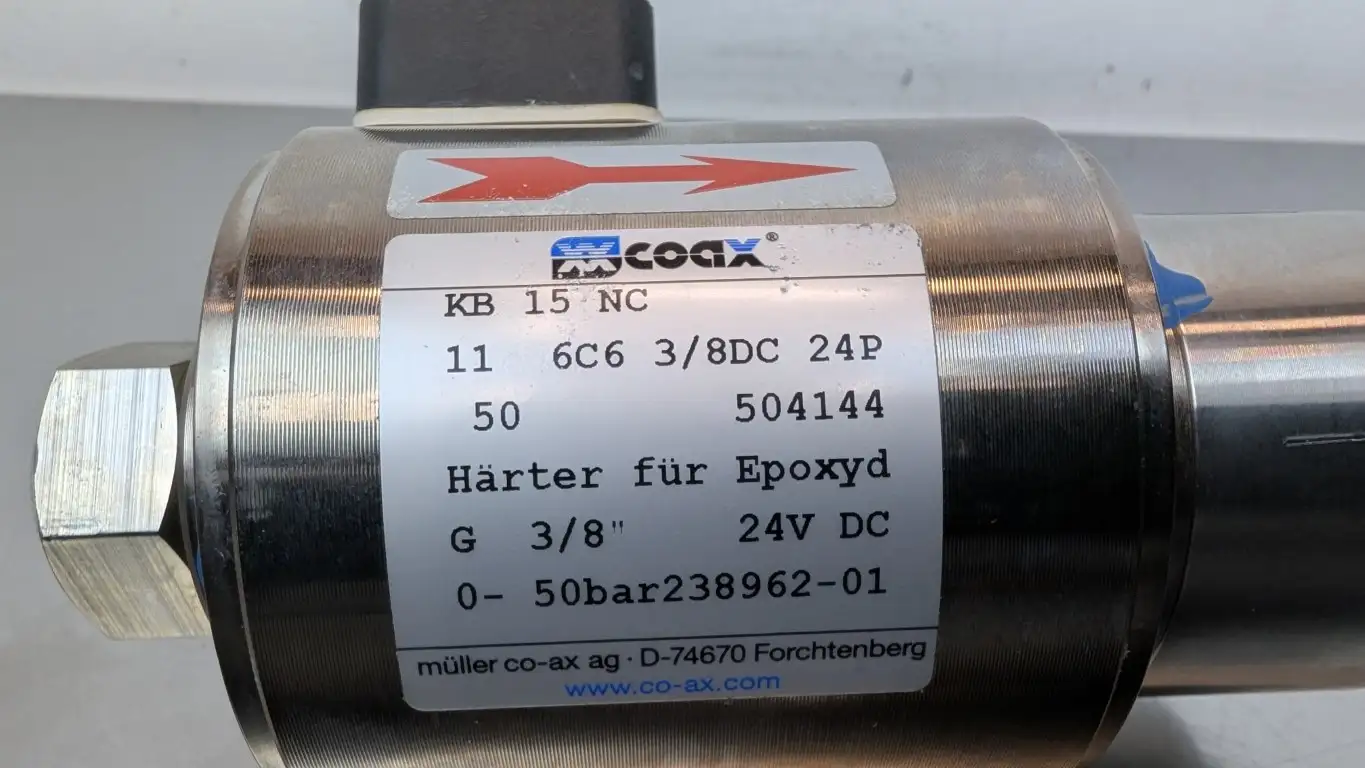 coax®
KB 15 NC
11 6C6 3/8DC 24P
50 504144
Härter für Epoxyd
G 3/8" 24V DC
0- 50bar238962-01
müller co-ax ag · D-74670 Forchtenberg
www.co-ax.com